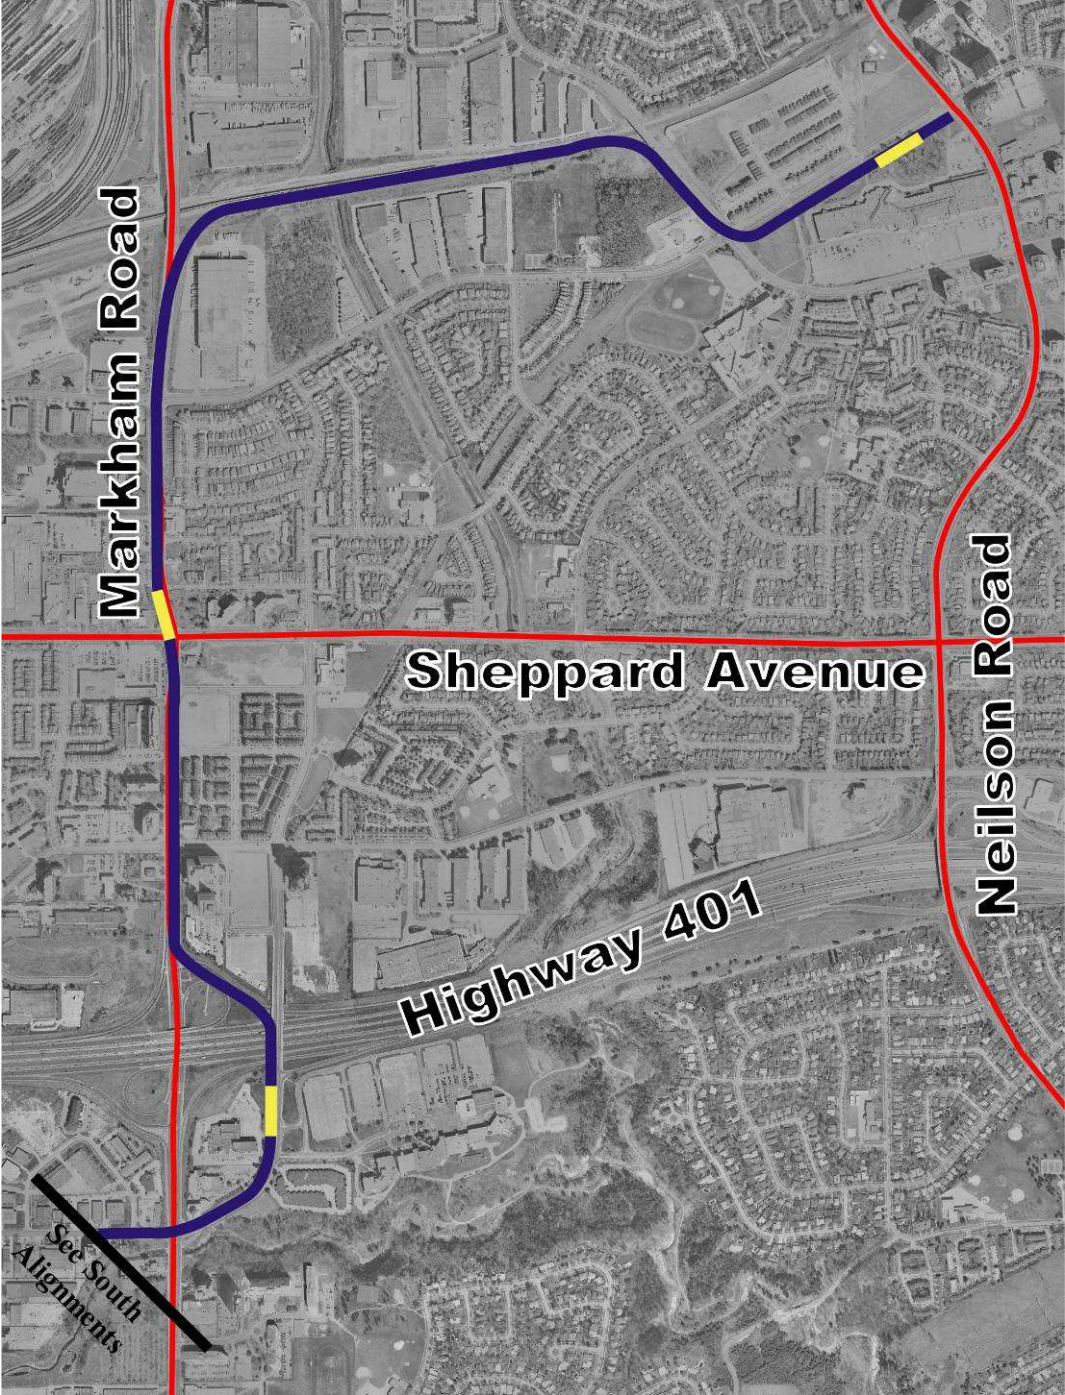 Markham Road
Sheppard Avenue
Neilson Road
Highway 401
See South
Alignments